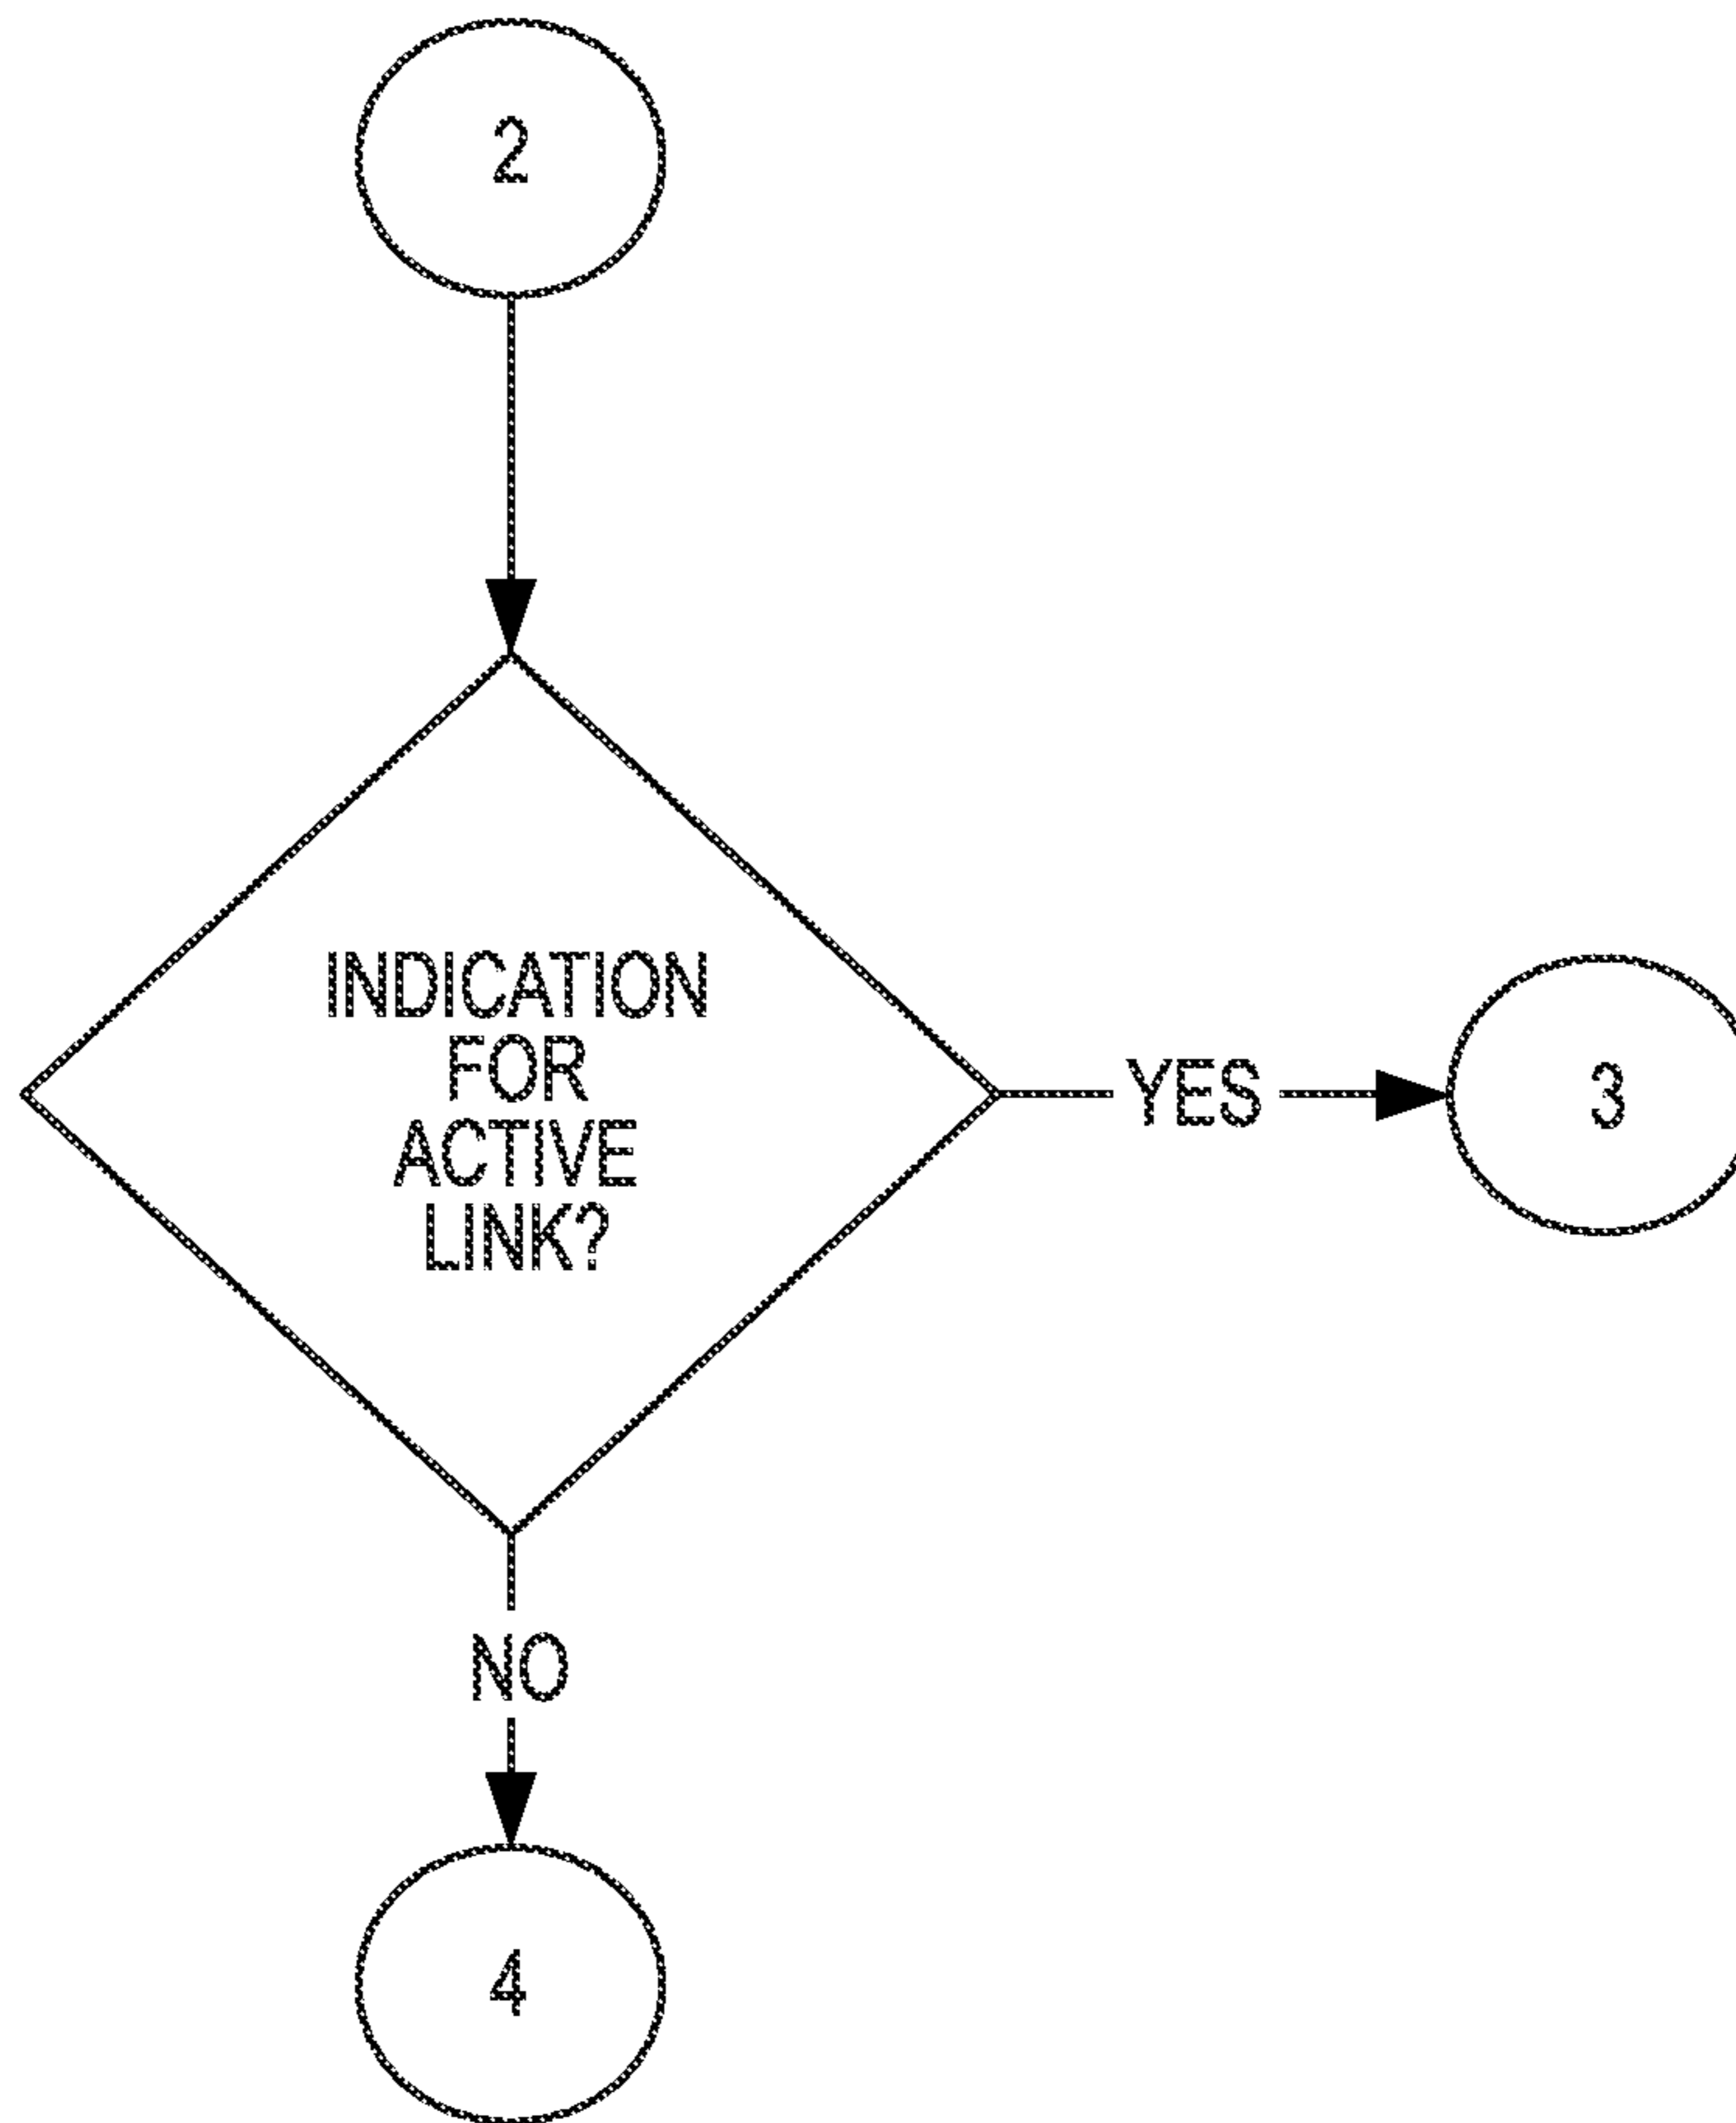 2
INDICATION
FOR
ACTIVE
LINK?
YES
3
NO
4